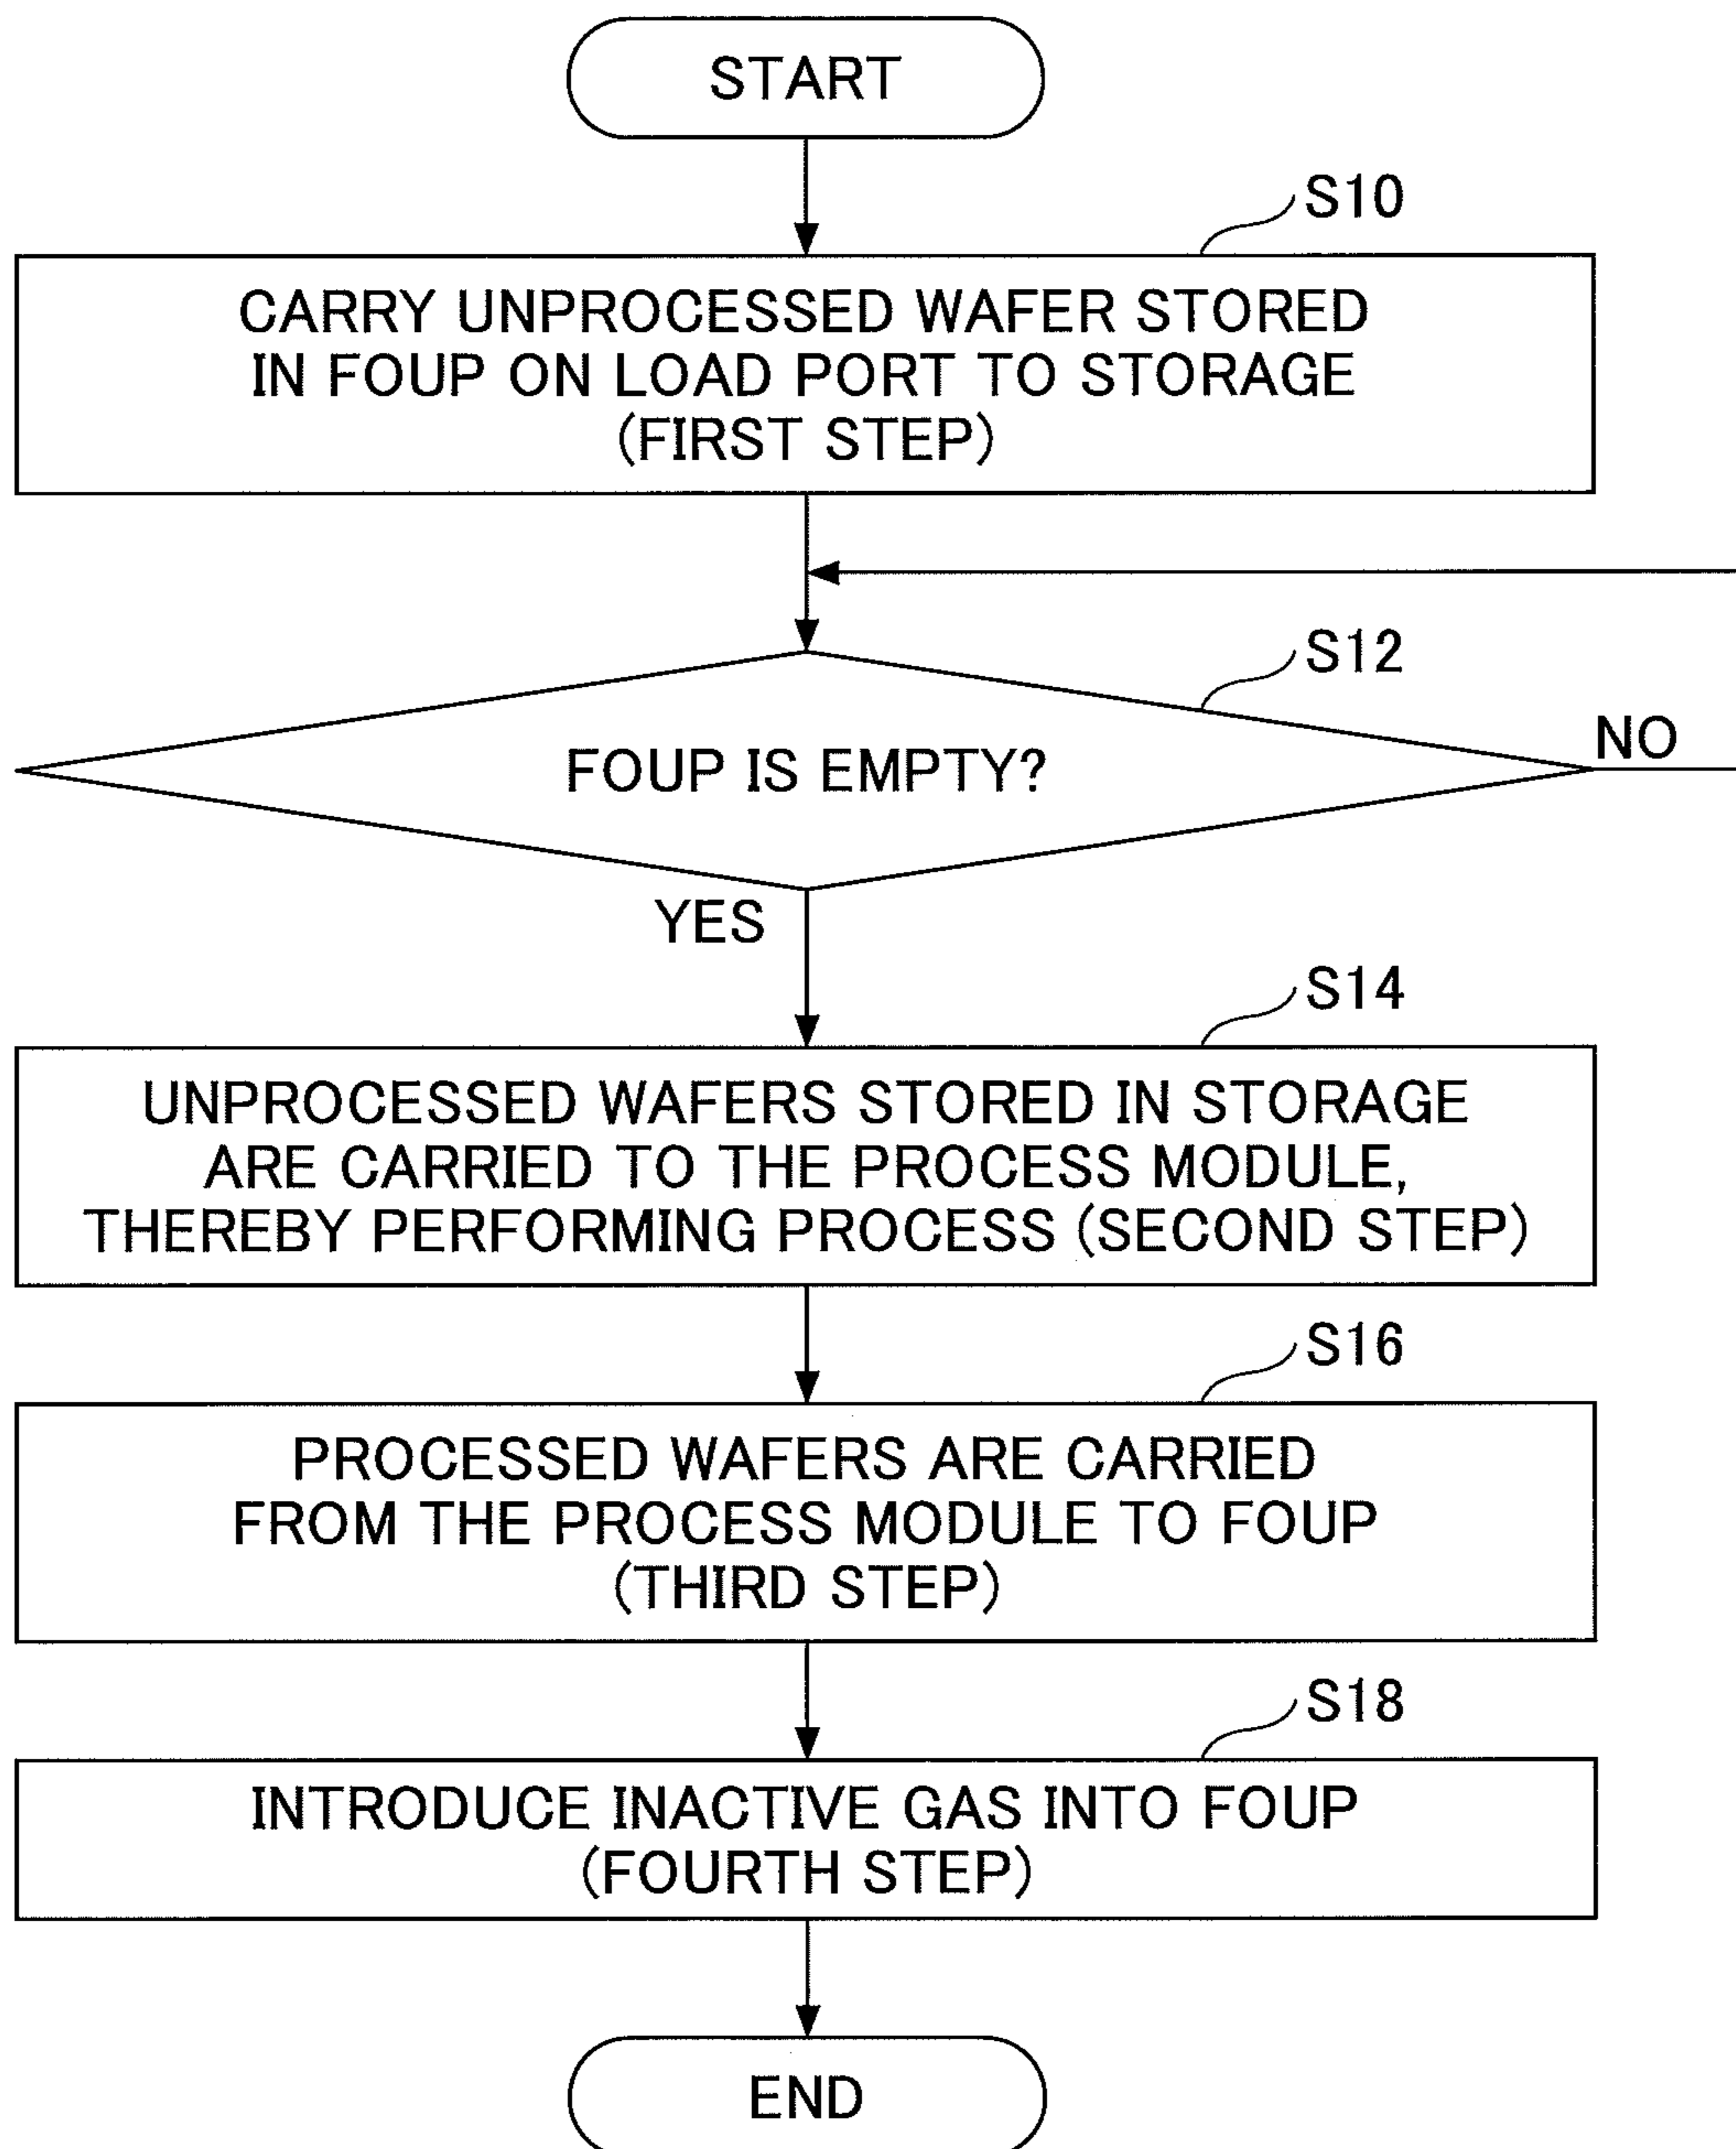 START
S10
CARRY UNPROCESSED WAFER STORED
IN FOUP ON LOAD PORT TO STORAGE
(FIRST STEP)
S12
FOUP IS EMPTY?
NO
YES
S14
UNPROCESSED WAFERS STORED IN STORAGE
ARE CARRIED TO THE PROCESS MODULE,
THEREBY PERFORMING PROCESS (SECOND STEP)
S16
PROCESSED WAFERS ARE CARRIED
FROM THE PROCESS MODULE TO FOUP
(THIRD STEP)
S18
INTRODUCE INACTIVE GAS INTO FOUP
(FOURTH STEP)
END